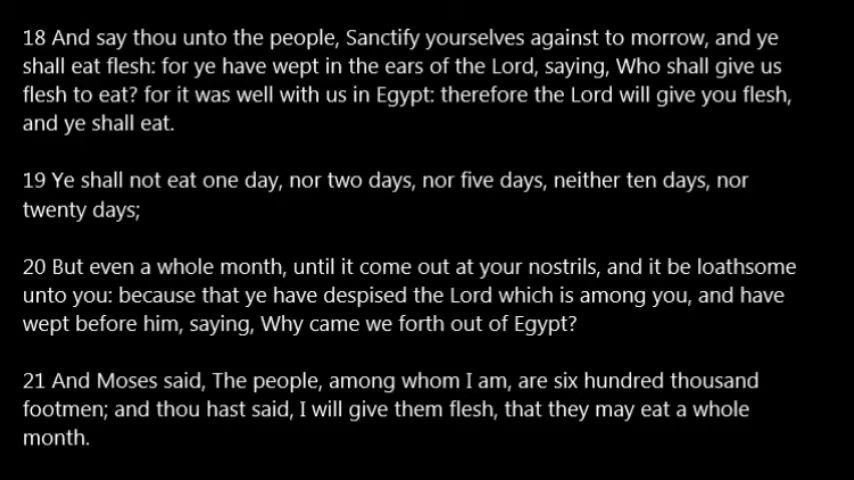 18 And say thou unto the people, Sanctify yourselves against to morrow, and ye
shall eat flesh: for ye have wept in the ears of the Lord, saying, Who shall give us
flesh to eat? for it was well with us in Egypt: therefore the Lord will give you flesh,
and ye shall eat.
19 Ye shall not eat one day, nor two days, nor five days, neither ten days, nor
twenty days;
20 But even a whole month, until it come out at your nostrils, and it be loathsome
unto you: because that ye have despised the Lord which is among you, and have
wept before him, saying, Why came we forth out of Egypt?
21 And Moses said, The people, among whom I am, are six hundred thousand
footmen; and thou hast said, I will give them flesh, that they may eat a whole
month.